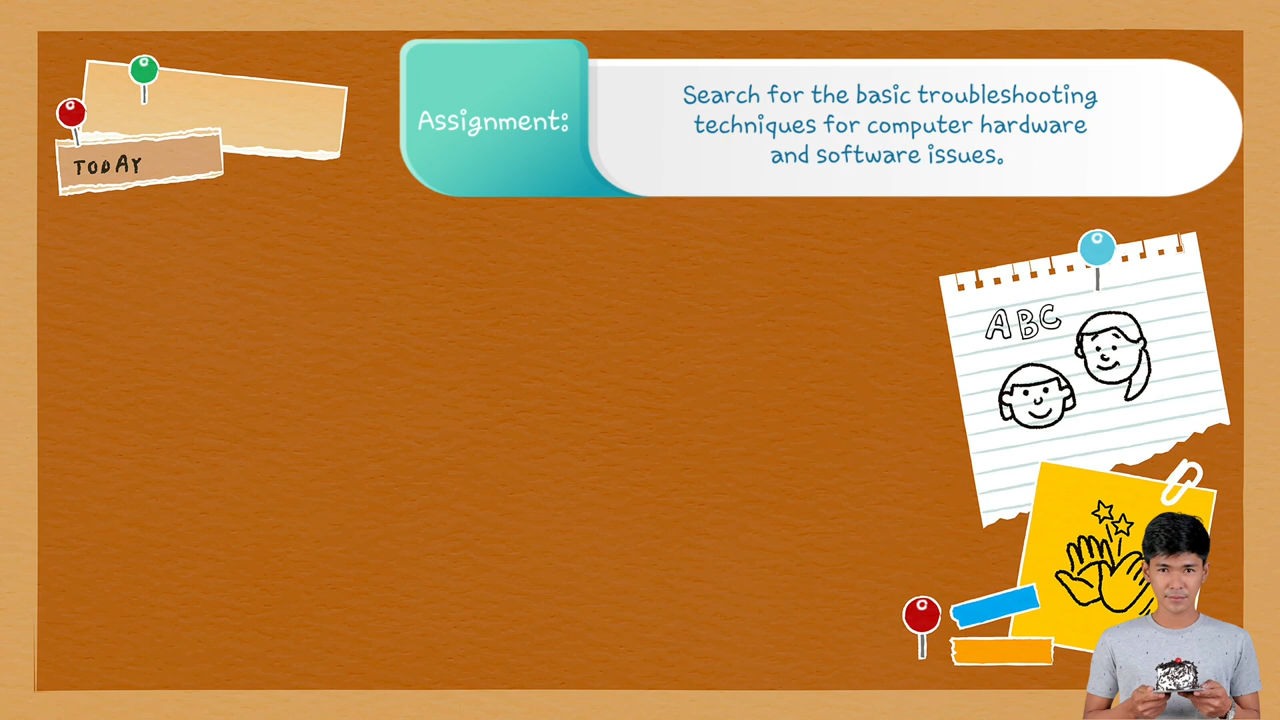 TODAY
Assignment:
Search for the basic troubleshooting
techniques for computer hardware
and software issues.
ABC